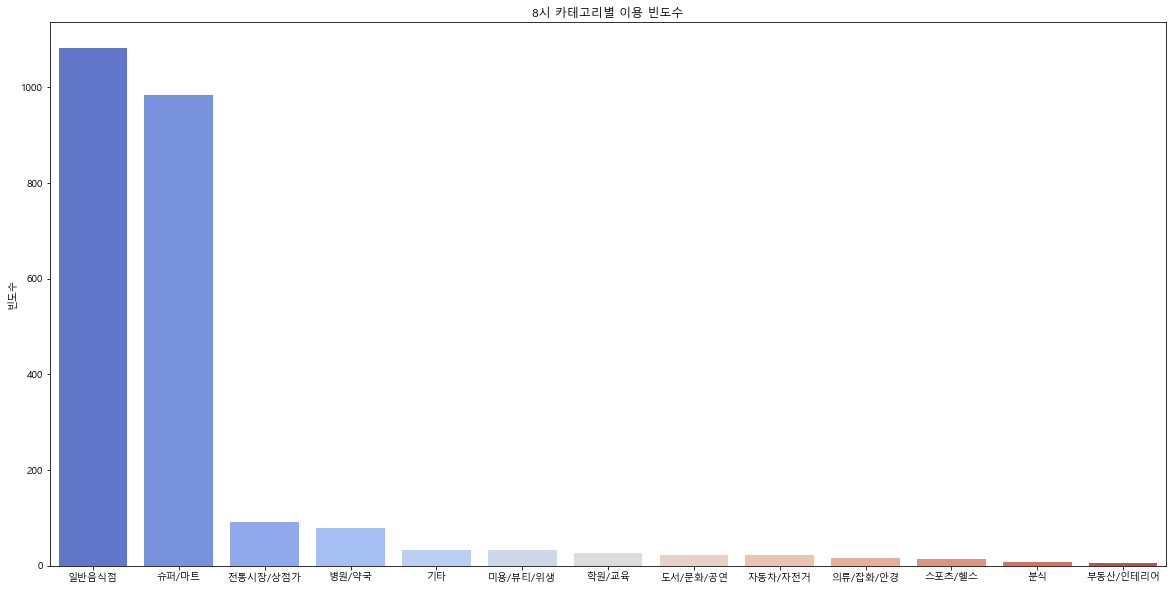 8시 카테고리별 이용 빈도수
빈도수
1000
800
600
400
200
0
일반음식점 슈퍼/마트 전통시장/상점가 병원/약국 기타 미용/뷰티/위생 학원/교육 도서/문화/공연 자동차/자전거 의류/잡화/안경 스포츠/헬스 분식 부동산/인테리어